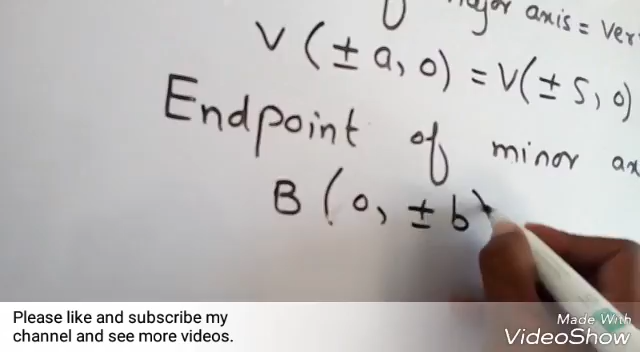 major axis = Ver
V (± a, 0) = V(± 5, 0)
Endpoint of minor ax
B (0, ± b)
Please like and subscribe my
channel and see more videos.
Made With
VideoShow